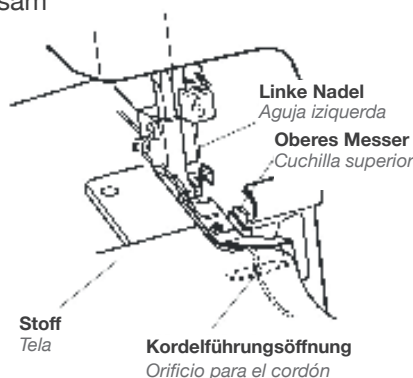 sam
Linke Nadel
Aguja iziquerda
Oberes Messer
Cuchilla superior
Stoff
Tela
Kordelführungsöffnung
Orificio para el cordón